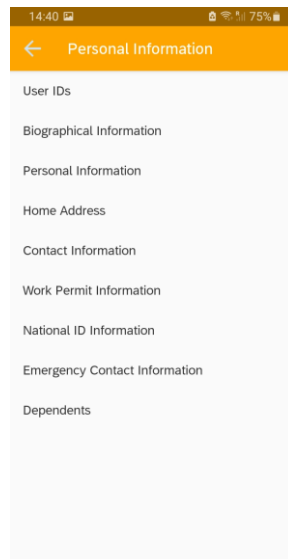 14:40 75%
Personal Information
User IDs
Biographical Information
Personal Information
Home Address
Contact Information
Work Permit Information
National ID Information
Emergency Contact Information
Dependents